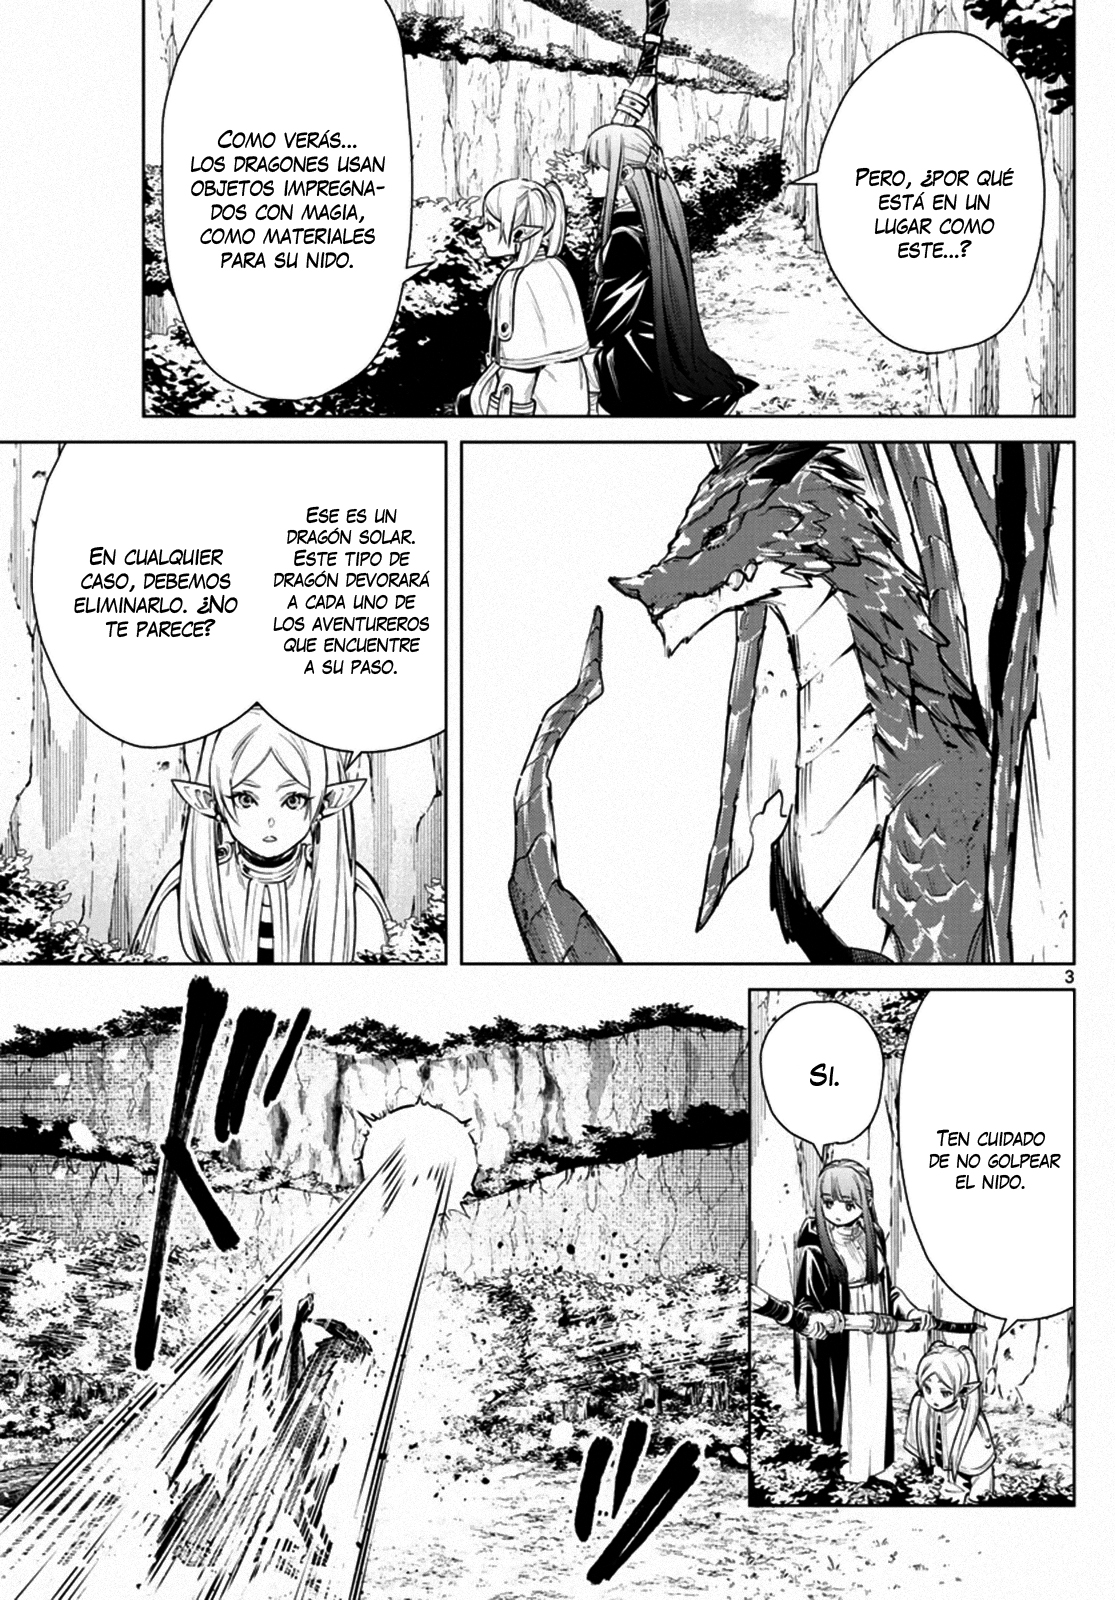 PERO, ¿POR QUÉ
ESTÁ EN UN
LUGAR COMO
ESTE...?
COMO VERÁS...
LOS DRAGONES USAN
OBJETOS IMPREGNA-
DOS CON MAGIA,
COMO MATERIALES
PARA SU NIDO.
ESE ES UN
DRAGÓN SOLAR.
ESTE TIPO DE
DRAGÓN DEVORARÁ
A CADA UNO DE
LOS AVENTUREROS
QUE ENCUENTRE
A SU PASO.
EN CUALQUIER
CASO, DEBEMOS
ELIMINARLO. ¿NO
TE PARECE?
3
TEN CUIDADO
DE NO GOLPEAR
EL NIDO.
SI.